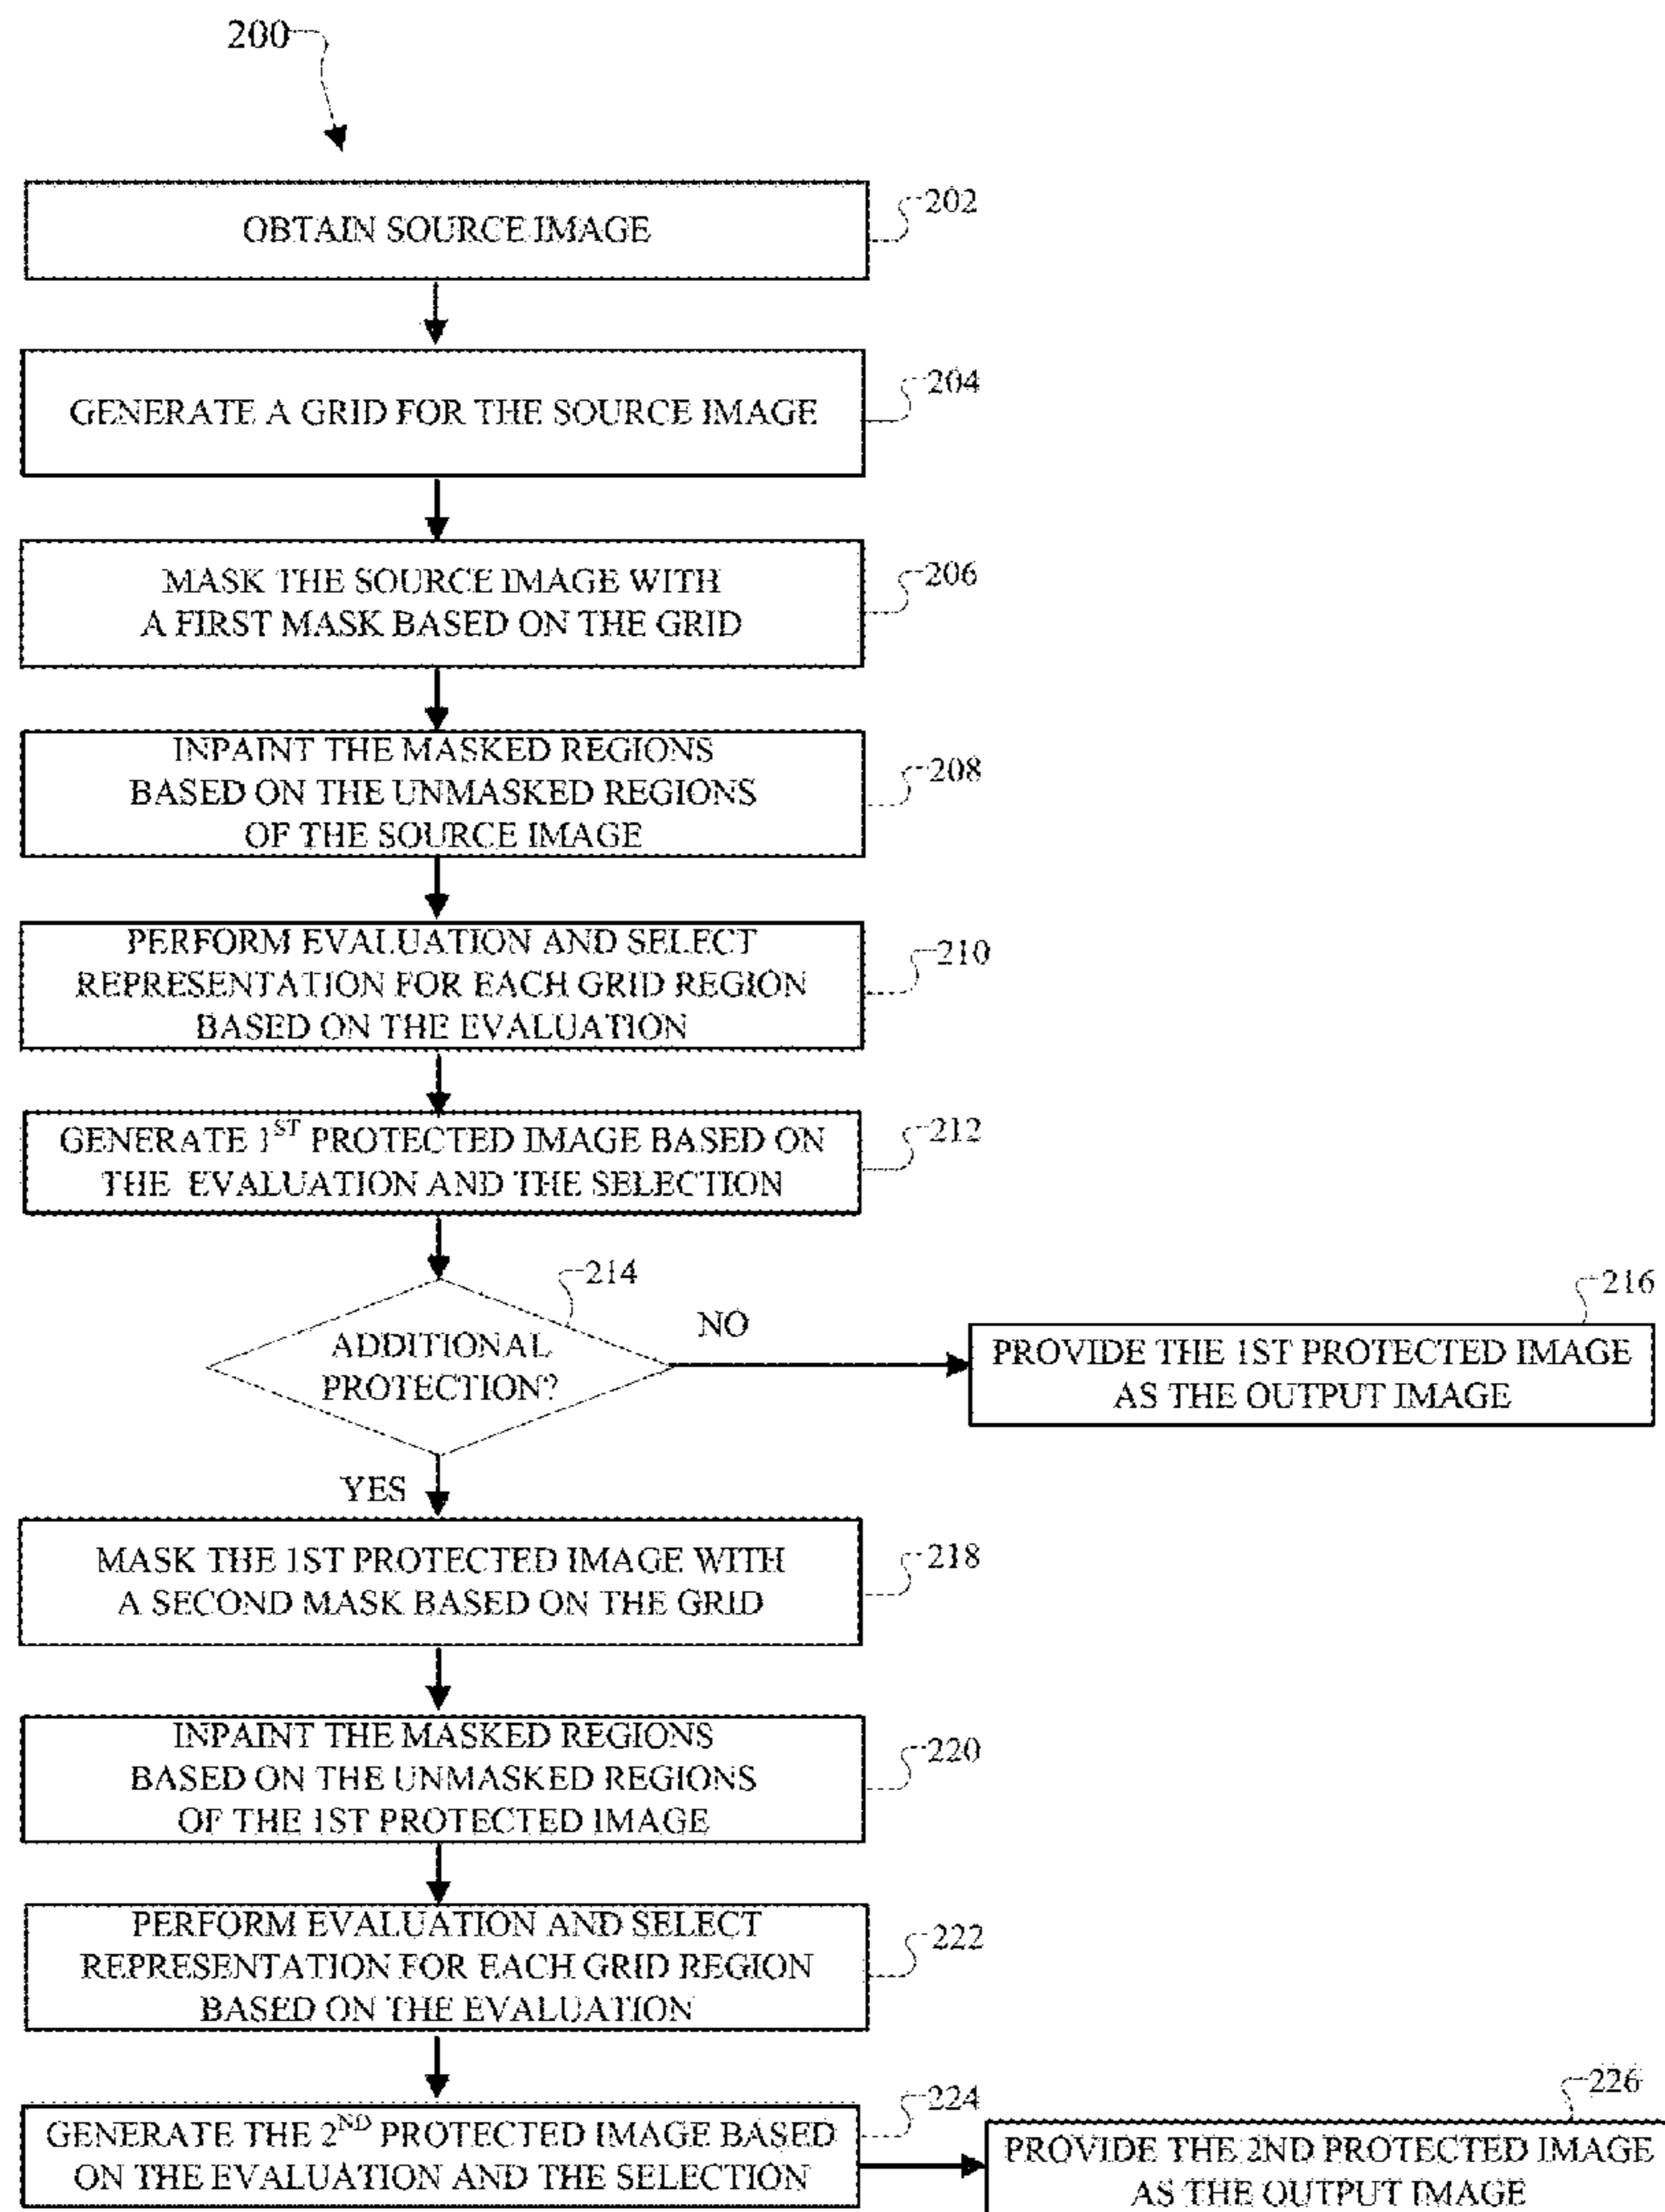 200
OBTAIN SOURCE IMAGE
202
GENERATE A GRID FOR THE SOURCE IMAGE
204
MASK THE SOURCE IMAGE WITH
A FIRST MASK BASED ON THE GRID
206
INPAINT THE MASKED REGIONS
BASED ON THE UNMASKED REGIONS
OF THE SOURCE IMAGE
208
PERFORM EVALUATION AND SELECT
REPRESENTATION FOR EACH GRID REGION
BASED ON THE EVALUATION
210
GENERATE 1ST PROTECTED IMAGE BASED ON
THE EVALUATION AND THE SELECTION
212
ADDITIONAL
PROTECTION?
214
NO
PROVIDE THE 1ST PROTECTED IMAGE
AS THE OUTPUT IMAGE
216
YES
MASK THE 1ST PROTECTED IMAGE WITH
A SECOND MASK BASED ON THE GRID
218
INPAINT THE MASKED REGIONS
BASED ON THE UNMASKED REGIONS
OF THE 1ST PROTECTED IMAGE
220
PERFORM EVALUATION AND SELECT
REPRESENTATION FOR EACH GRID REGION
BASED ON THE EVALUATION
222
GENERATE THE 2ND PROTECTED IMAGE BASED
ON THE EVALUATION AND THE SELECTION
224
PROVIDE THE 2ND PROTECTED IMAGE
AS THE OUTPUT IMAGE
226